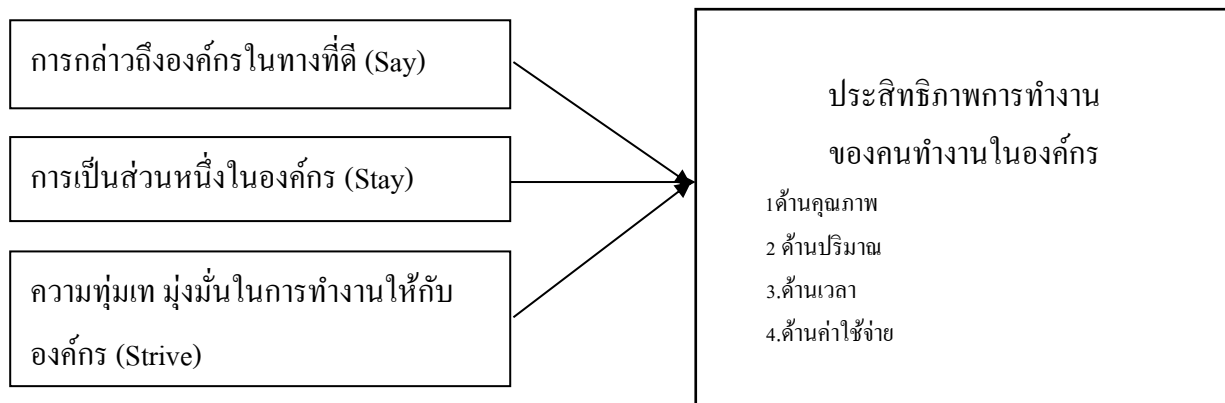 การกล่าวถึงองค์กรในทางที่ดี (Say)
การเป็นส่วนหนึ่งในองค์กร (Stay)
ความทุ่มเท มุ่งมั่นในการทำงานให้กับ
องค์กร (Strive)
ประสิทธิภาพการทำงาน
ของคนทำงานในองค์กร
1ด้านคุณภาพ
2 ด้านปริมาณ
3.ด้านเวลา
4.ด้านค่าใช้จ่าย